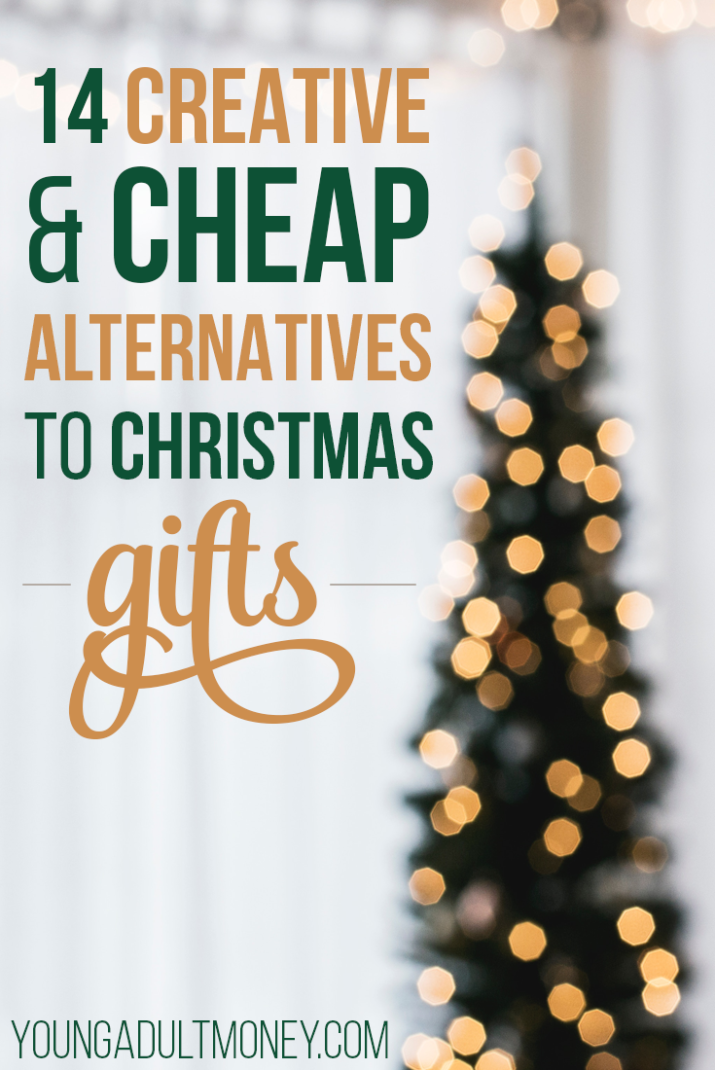 14 CREATIVE
& CHEAP
ALTERNATIVES
TO CHRISTMAS
gifts
YOUNGADULTMONEY.COM